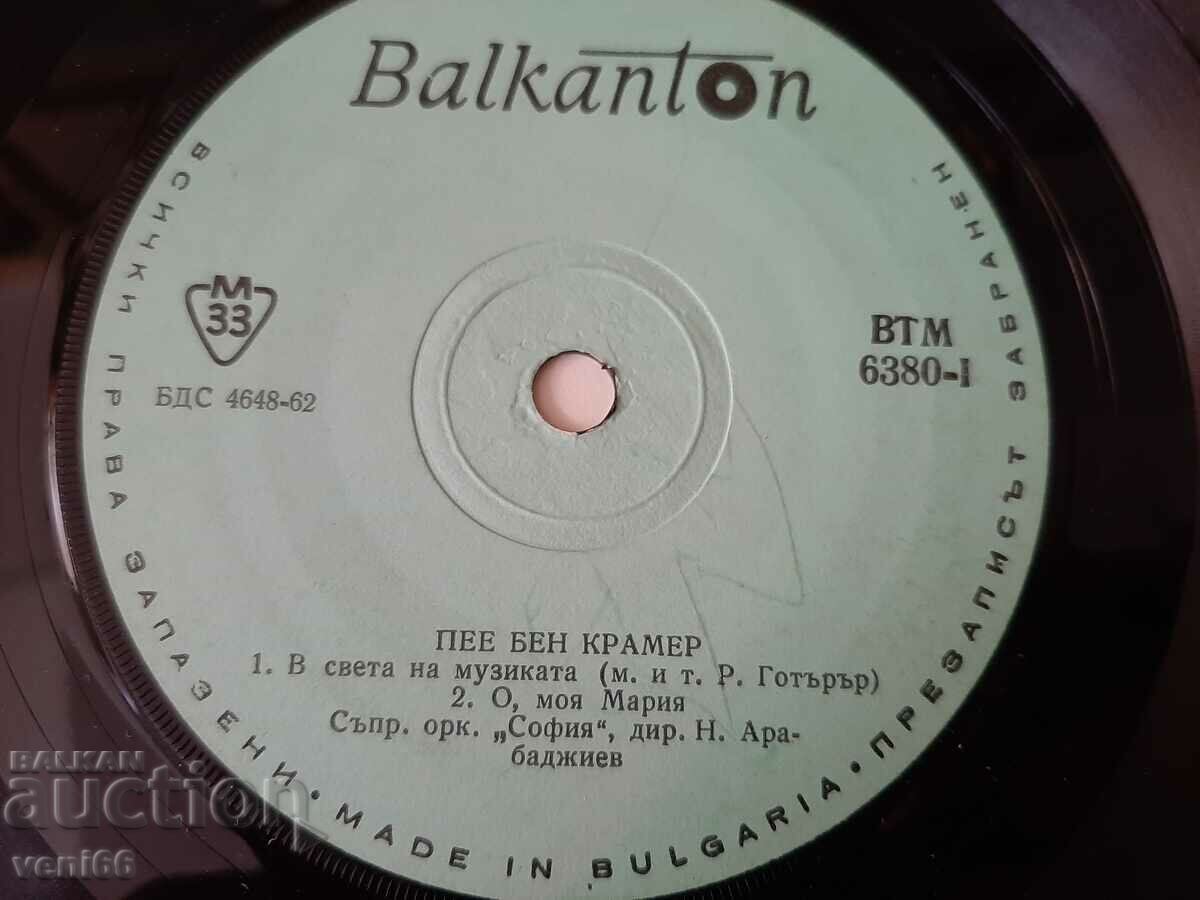 Balkanton
ВСИЧКИ ПРАВА ЗАПАЗЕНИ • MADE IN BULGARIA • ПРЕЗАПИСЪТ ЗАБРАНЕН
М
33
БДС 4648-62
ВТМ
6380-I
ПЕЕ БЕН КРАМЕР
1. В света на музиката (м. и т. Р. Готърър)
2. О, моя Мария
Съпр. орк. „София“, дир. Н. Ара-
баджиев
BALKAN
auction
veni66